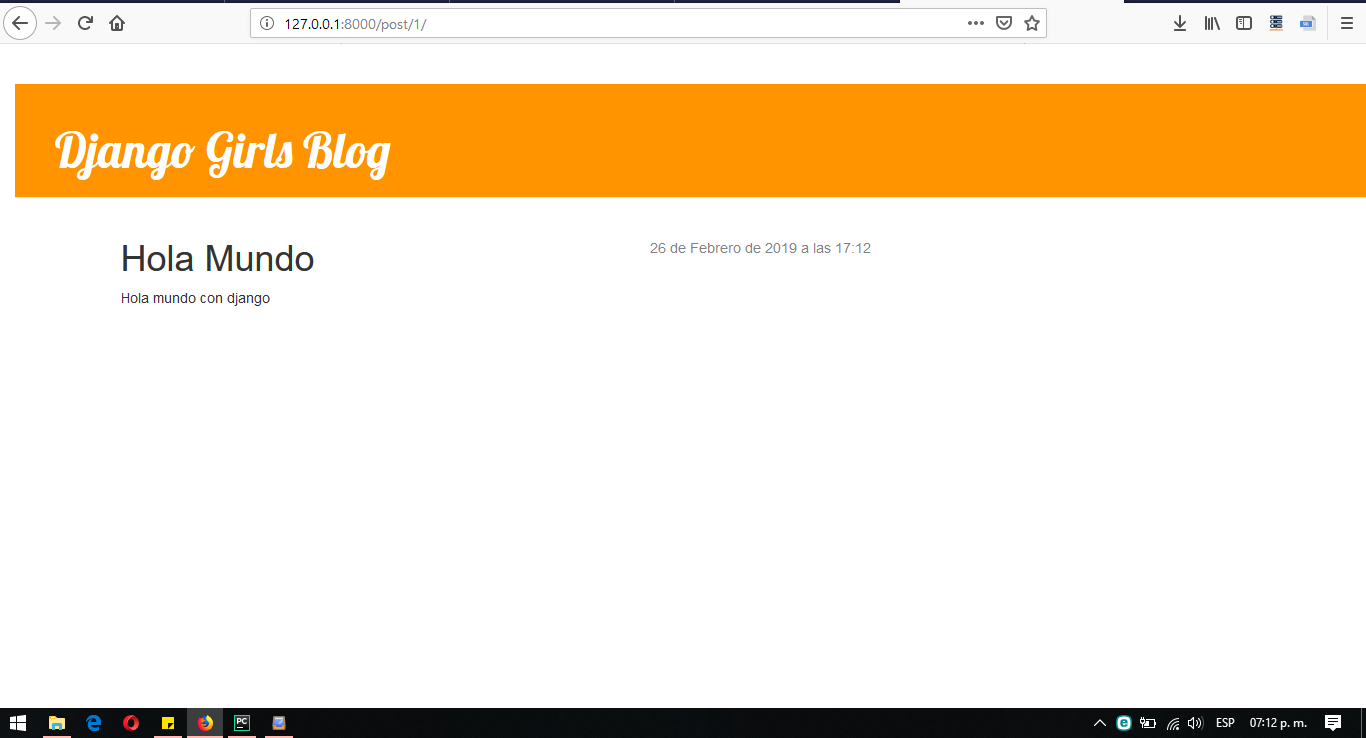 127.0.0.1:8000/post/1/
Django Girls Blog
Hola Mundo
26 de Febrero de 2019 a las 17:12
Hola mundo con django
PC
e
ESP
07:12 p. m.